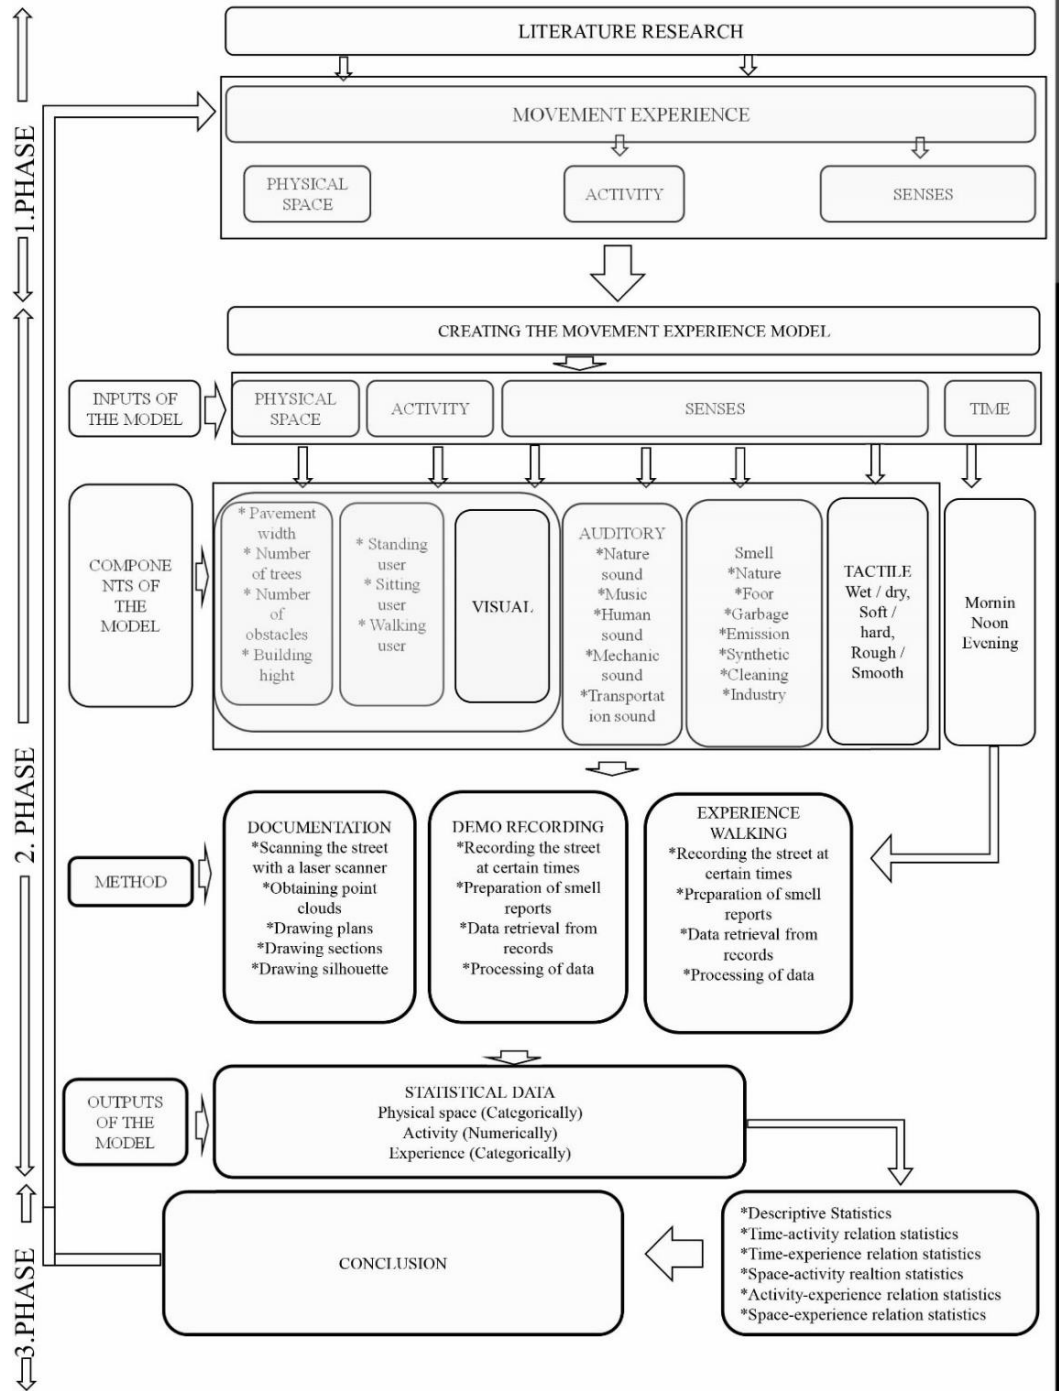 LITERATURE RESEARCH
1.PHASE
MOVEMENT EXPERIENCE
PHYSICAL
SPACE
ACTIVITY
SENSES
CREATING THE MOVEMENT EXPERIENCE MODEL
2. PHASE
INPUTS OF
THE MODEL
PHYSICAL
SPACE
ACTIVITY
SENSES
TIME
COMPONE
NTS OF
THE
MODEL
* Pavement
width
* Number
of trees
* Number
of
obstacles
* Building
hight
* Standing
user
* Sitting
user
* Walking
user
VISUAL
AUDITORY
*Nature
sound
*Music
*Human
sound
*Mechanic
sound
*Transportat
ion sound
Smell
*Nature
*Foor
*Garbage
*Emission
*Synthetic
*Cleaning
*Industry
TACTILE
Wet / dry,
Soft /
hard,
Rough /
Smooth
Mornin
Noon
Evening
METHOD
DOCUMENTATION
*Scanning the street
with a laser scanner
*Obtaining point
clouds
*Drawing plans
*Drawing sections
*Drawing silhouette
DEMO RECORDING
*Recording the street
at certain times
*Preparation of smell
reports
*Data retrieval from
records
*Processing of data
EXPERIENCE
WALKING
*Recording the street at
certain times
*Preparation of smell
reports
*Data retrieval from
records
*Processing of data
OUTPUTS
OF THE
MODEL
STATISTICAL DATA
Physical space (Categorically)
Activity (Numerically)
Experience (Categorically)
3.PHASE
CONCLUSION
*Descriptive Statistics
*Time-activity relation statistics
*Time-experience relation statistics
*Space-activity realtion statistics
*Activity-experience relation statistics
*Space-experience relation statistics